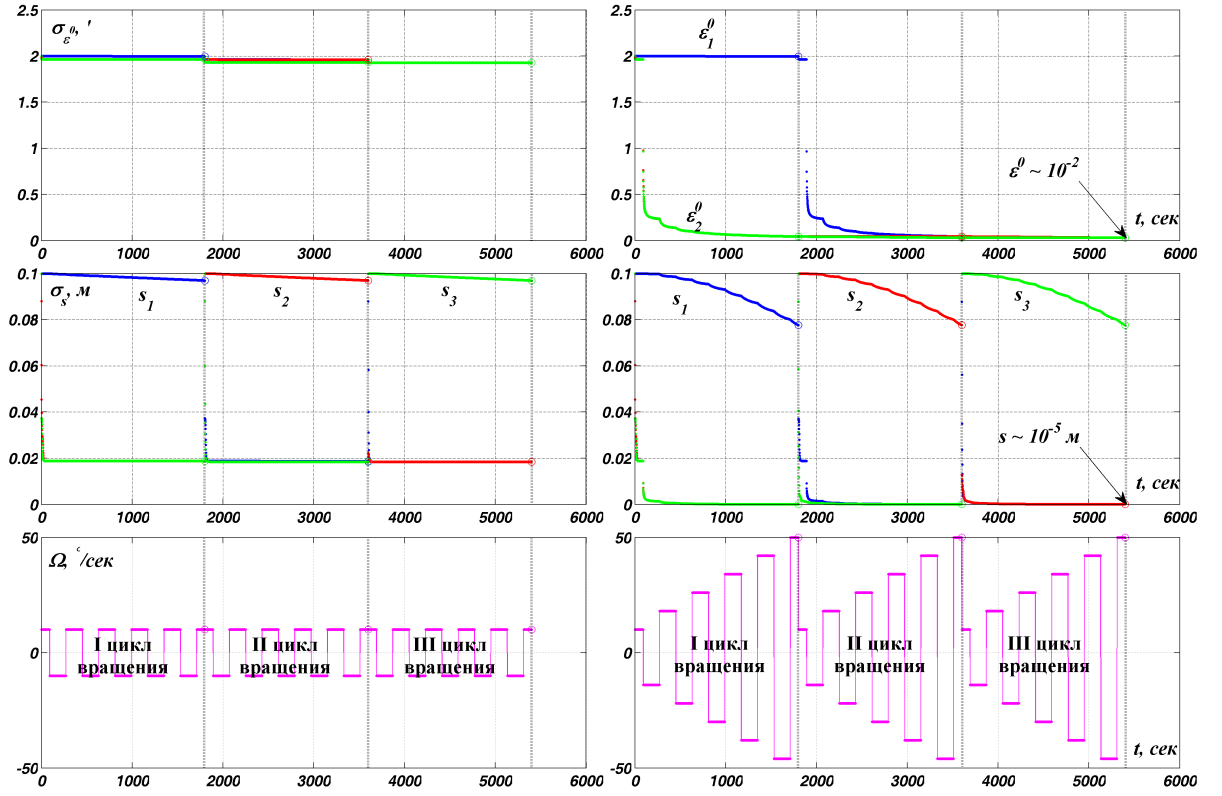 2.5
2
1.5
1
0.5
0
σ_ε⁰, '
0 1000 2000 3000 4000 5000 6000
2.5
2
1.5
1
0.5
0
ε₁⁰
ε₂⁰
ε⁰ ~ 10⁻²
t, сек
0 1000 2000 3000 4000 5000 6000
0.1
0.08
0.06
0.04
0.02
0
σₛ, м
s₁
s₂
s₃
0 1000 2000 3000 4000 5000 6000
0.1
0.08
0.06
0.04
0.02
0
s₁
s₂
s₃
s ~ 10⁻⁵ м
t, сек
0 1000 2000 3000 4000 5000 6000
50
0
-50
Ω, °/сек
I цикл
вращения
II цикл
вращения
III цикл
вращения
0 1000 2000 3000 4000 5000 6000
50
0
-50
I цикл
вращения
II цикл
вращения
III цикл
вращения
t, сек
0 1000 2000 3000 4000 5000 6000